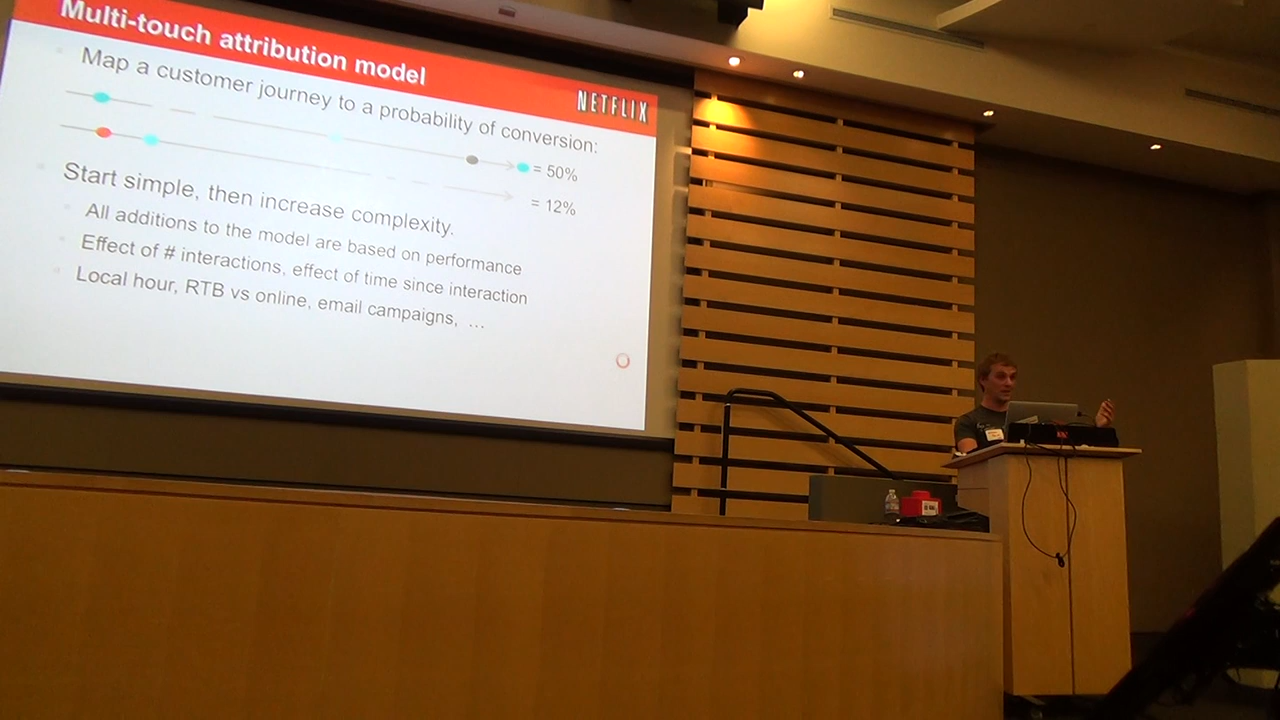 Multi-touch attribution model
NETFLIX
Map a customer journey to a probability of conversion:
= 50%
= 12%
Start simple, then increase complexity.
All additions to the model are based on performance
Effect of # interactions, effect of time since interaction
Local hour, RTB vs online, email campaigns, ...